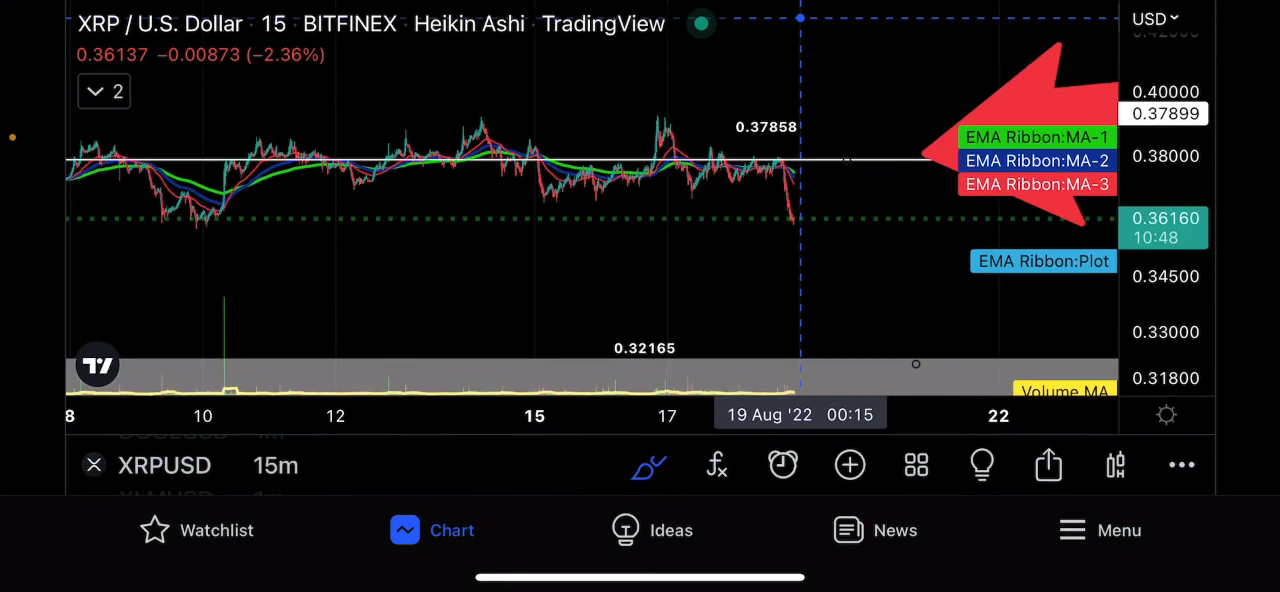 XRP / U.S. Dollar 15 BITFINEX Heikin Ashi TradingView
USD
0.36137 −0.00873 (−2.36%)
2
0.40000
0.37899
0.37858
EMA Ribbon:MA-1
EMA Ribbon:MA-2
0.38000
EMA Ribbon:MA-3
0.36160
10:48
EMA Ribbon:Plot
0.34500
0.33000
0.32165
0.31800
Volume MA
8 10 12 15 17 19 Aug '22 00:15 22
XRPUSD 15m
Watchlist Chart Ideas News Menu